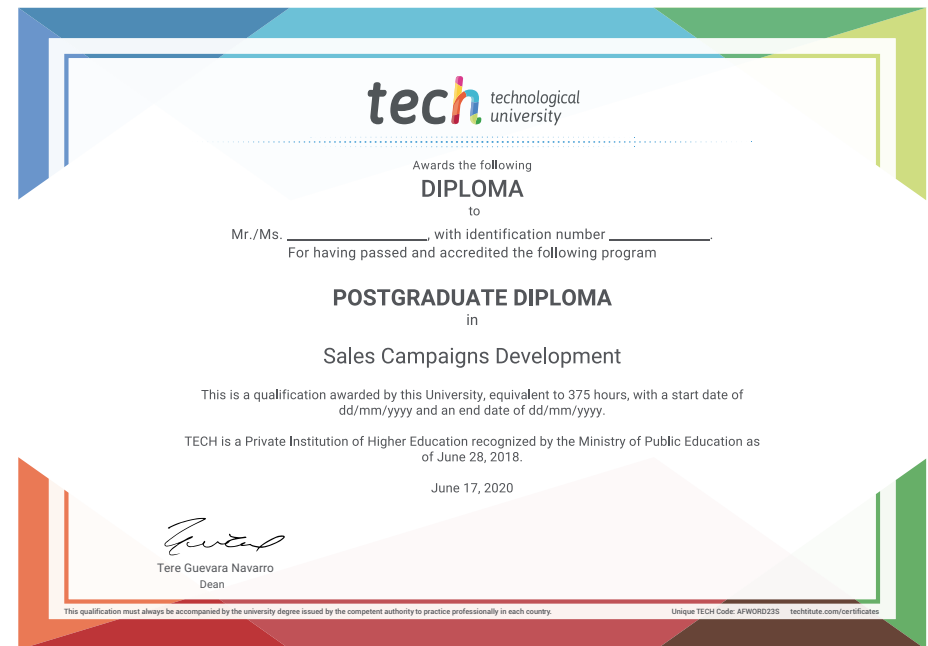 tech technological
university
Awards the following
DIPLOMA
to
Mr./Ms. ____________________, with identification number ______________.
For having passed and accredited the following program
POSTGRADUATE DIPLOMA
in
Sales Campaigns Development
This is a qualification awarded by this University, equivalent to 375 hours, with a start date of
dd/mm/yyyy and an end date of dd/mm/yyyy.
TECH is a Private Institution of Higher Education recognized by the Ministry of Public Education as
of June 28, 2018.
June 17, 2020
Tere Guevara Navarro
Dean
This qualification must always be accompanied by the university degree issued by the competent authority to practice professionally in each country. Unique TECH Code: AFWORD23S techtitute.com/certificates